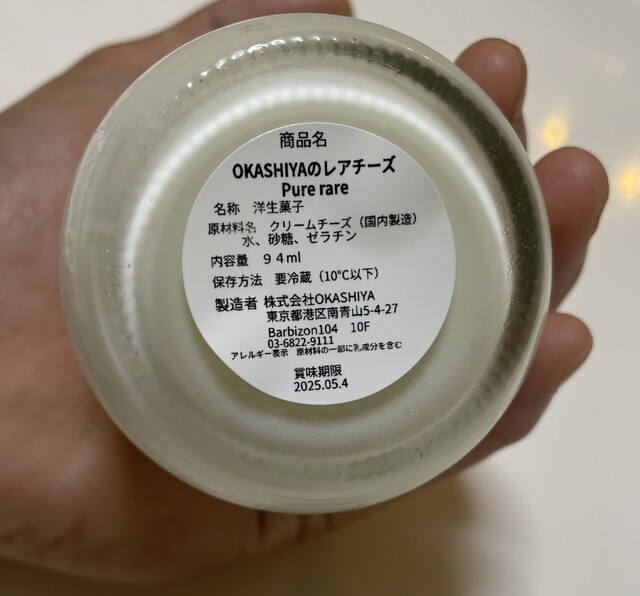 商品名
OKASHIYAのレアチーズ
Pure rare
名称 洋生菓子
原材料名 クリームチーズ（国内製造）
水、砂糖、ゼラチン
内容量 ９４ml
保存方法 要冷蔵（10℃以下）
製造者 株式会社OKASHIYA
東京都港区南青山5-4-27
Barbizon104 10F
03-6822-9111
アレルギー表示 原材料の一部に乳成分を含む
賞味期限
2025.05.4